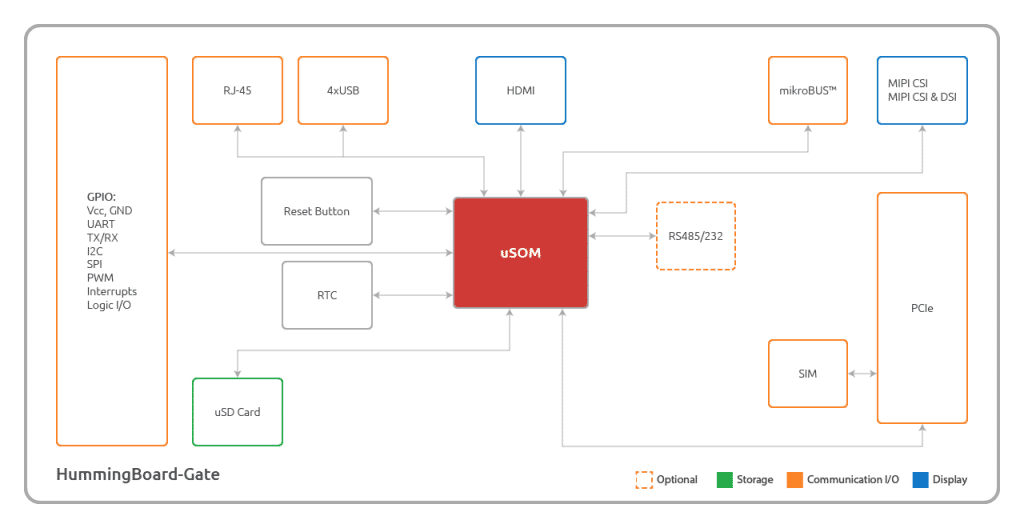 RJ-45
4xUSB
HDMI
mikroBUS™
MIPI CSI
MIPI CSI & DSI
GPIO:
Vcc, GND
UART
TX/RX
I2C
SPI
PWM
Interrupts
Logic I/O
Reset Button
uSOM
RS485/232
RTC
PCIe
SIM
uSD Card
HummingBoard-Gate
Optional
Storage
Communication I/O
Display